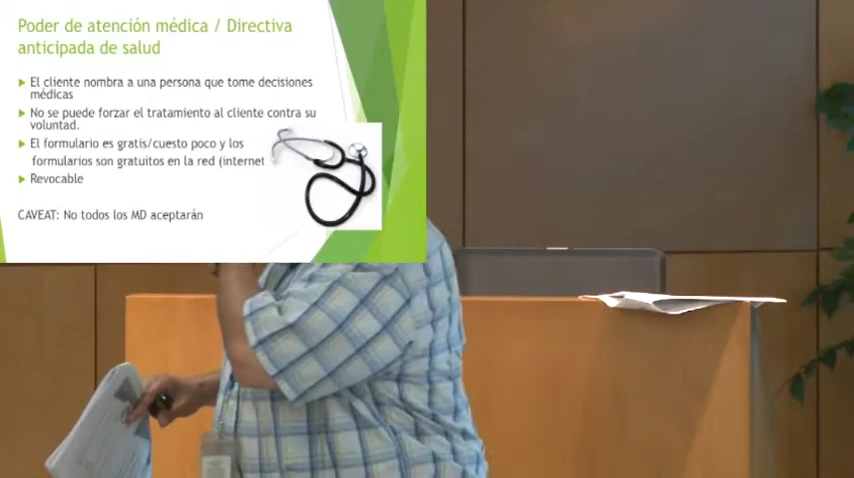 Poder de atención médica / Directiva
anticipada de salud
El cliente nombra a una persona que tome decisiones
médicas
No se puede forzar el tratamiento al cliente contra su
voluntad.
El formulario es gratis/cuesto poco y los
formularios son gratuitos en la red (internet
Revocable
CAVEAT: No todos los MD aceptarán